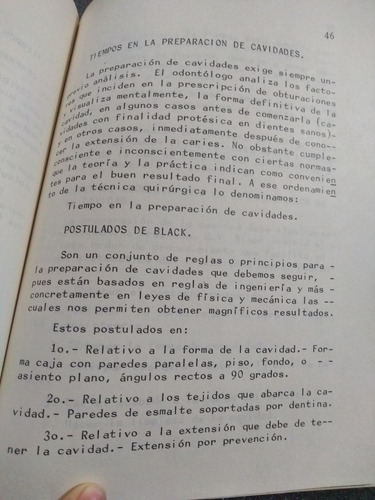 46
TIEMPOS EN LA PREPARACION DE CAVIDADES.
La preparación de cavidades exige siempre un-
previo análisis. El odontólogo analiza los facto-
res que inciden en la prescripción de obturaciones
y visualiza mentalmente, la forma definitiva de la
cavidad, en algunos casos antes de comenzarla (ca-
vidades con finalidad protésica en dientes sanos)-
y en otros casos, inmediatamente después de cono--
cer la extensión de la caries. No obstante cumple-
consciente e inconscientemente con ciertas normas-
que la teoría y la práctica indican como convenien
tes para el buen resultado final. A ese ordenamien
to de la técnica quirúrgica lo denominamos:
Tiempo en la preparación de cavidades.
POSTULADOS DE BLACK.
Son un conjunto de reglas o principios para -
la preparación de cavidades que debemos seguir, -
pues están basados en reglas de ingeniería y más -
concretamente en leyes de física y mecánica las --
cuales nos permiten obtener magníficos resultados.
Estos postulados en:
1o.- Relativo a la forma de la cavidad.- For-
ma caja con paredes paralelas, piso, fondo, o - -
asiento plano, ángulos rectos a 90 grados.
2o.- Relativo a los tejidos que abarca la ca-
vidad.- Paredes de esmalte soportadas por dentina.
3o.- Relativo a la extensión que debe de te--
ner la cavidad.- Extensión por prevención.